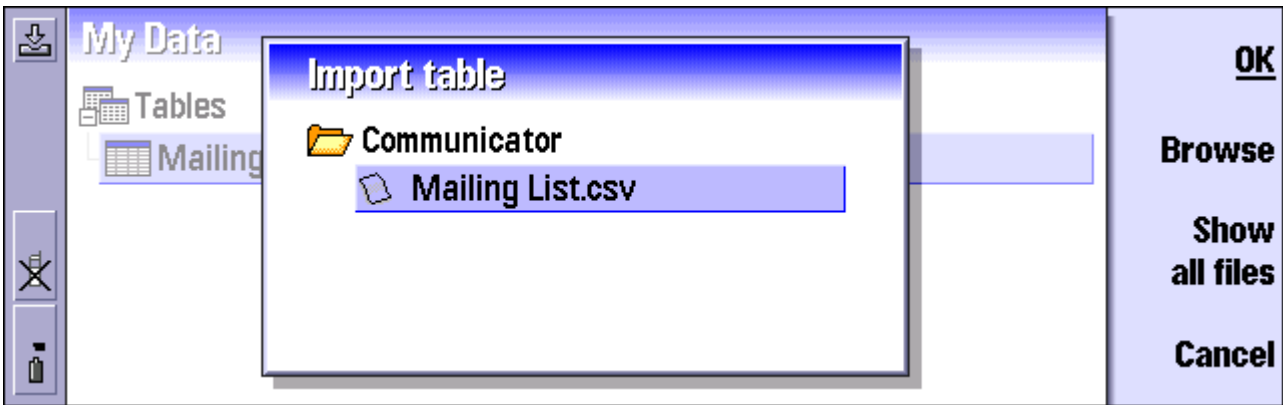 My Data
Tables
Mailing
Import table
Communicator
Mailing List.csv
OK
Browse
Show
all files
Cancel